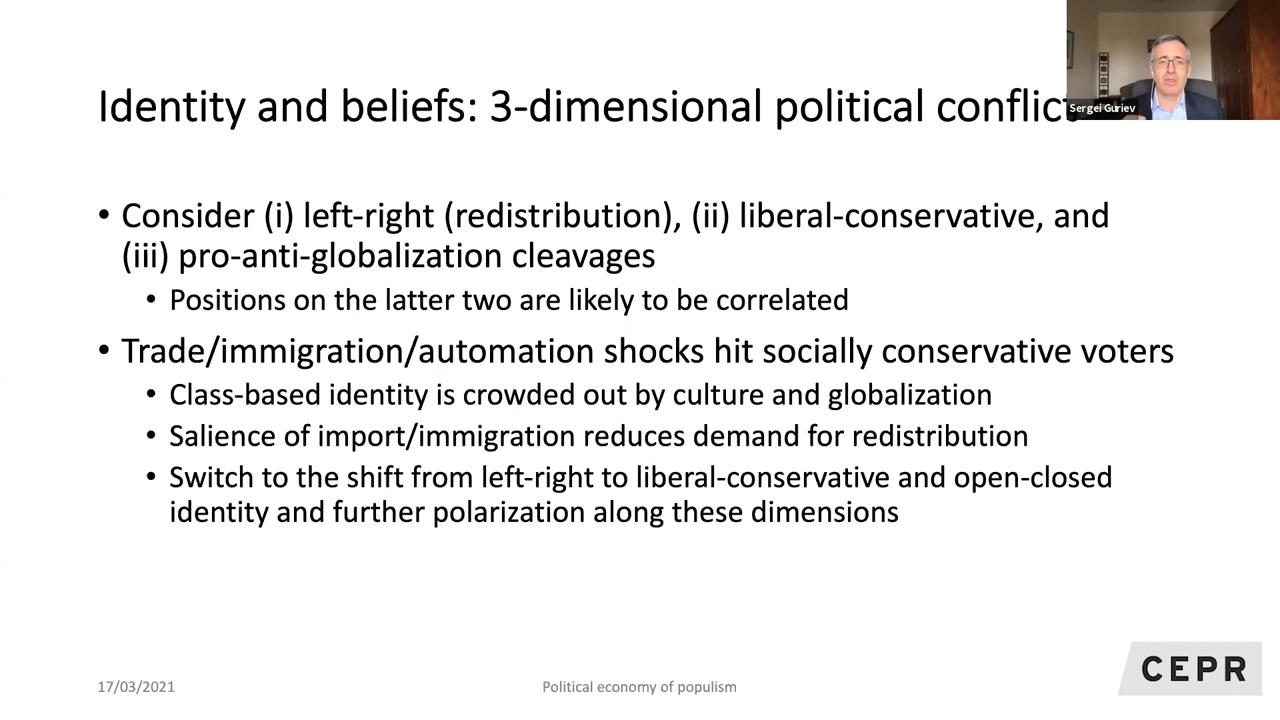 Identity and beliefs: 3-dimensional political conflict
Sergei Guriev
• Consider (i) left-right (redistribution), (ii) liberal-conservative, and
(iii) pro-anti-globalization cleavages
• Positions on the latter two are likely to be correlated
• Trade/immigration/automation shocks hit socially conservative voters
• Class-based identity is crowded out by culture and globalization
• Salience of import/immigration reduces demand for redistribution
• Switch to the shift from left-right to liberal-conservative and open-closed
identity and further polarization along these dimensions
17/03/2021
Political economy of populism
CEPR